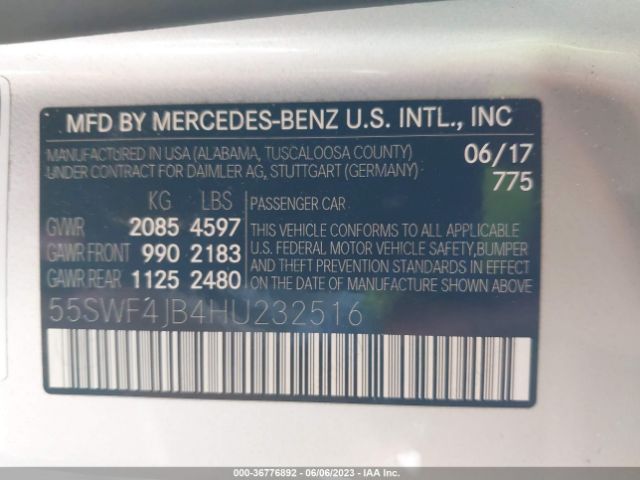 MFD BY MERCEDES-BENZ U.S. INTL., INC
MANUFACTURED IN USA (ALABAMA, TUSCALOOSA COUNTY) 06/17
UNDER CONTRACT FOR DAIMLER AG, STUTTGART (GERMANY) 775
KG LBS
PASSENGER CAR
GVWR 2085 4597
GAWR FRONT 990 2183
GAWR REAR 1125 2480
THIS VEHICLE CONFORMS TO ALL APPLICABLE
U.S. FEDERAL MOTOR VEHICLE SAFETY, BUMPER
AND THEFT PREVENTION STANDARDS IN EFFECT
ON THE DATE OF MANUFACTURE SHOWN ABOVE.
55SWF4JB4HU232516
000-36776892 - 06/06/2023 - IAA Inc.